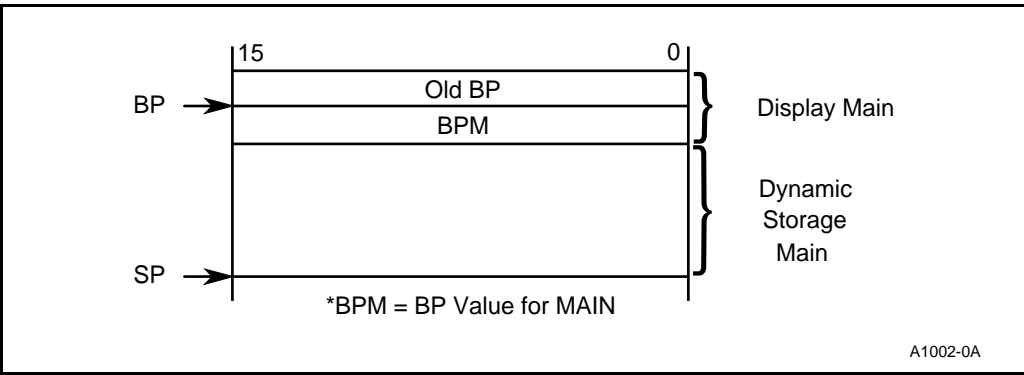 15 0
Old BP
BP
BPM
Display Main
Dynamic
Storage
Main
SP
*BPM = BP Value for MAIN
A1002-0A